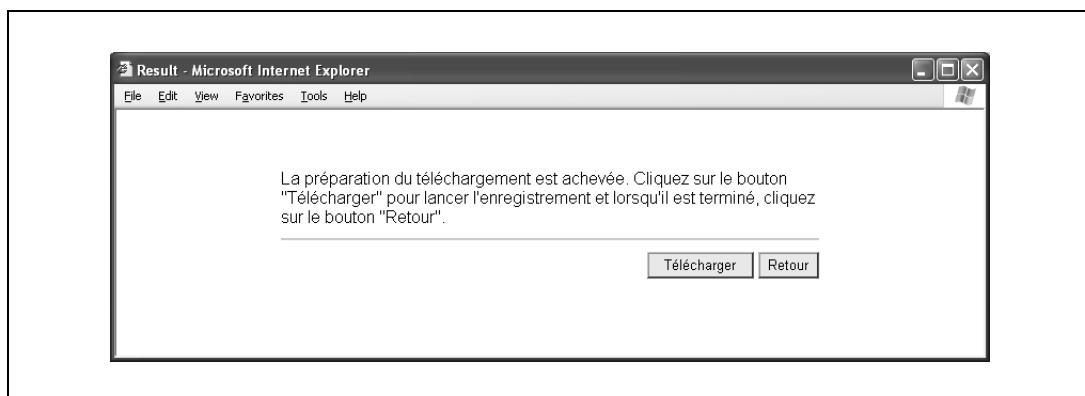 Result - Microsoft Internet Explorer
File Edit View Favorites Tools Help
La préparation du téléchargement est achevée. Cliquez sur le bouton
"Télécharger" pour lancer l'enregistrement et lorsqu'il est terminé, cliquez
sur le bouton "Retour".
Télécharger Retour